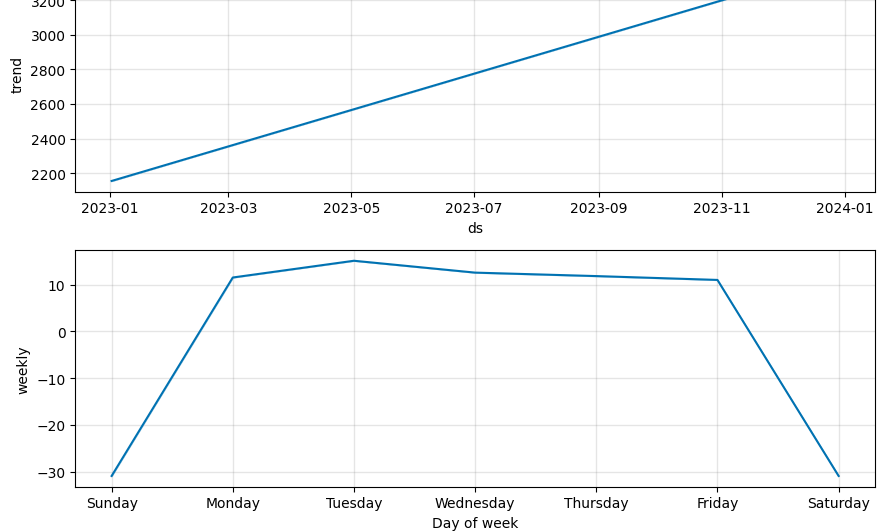 3200
3000
2800
2600
2400
2200
trend
2023-01 2023-03 2023-05 2023-07 2023-09 2023-11 2024-01
ds
10
0
−10
−20
−30
weekly
Sunday Monday Tuesday Wednesday Thursday Friday Saturday
Day of week